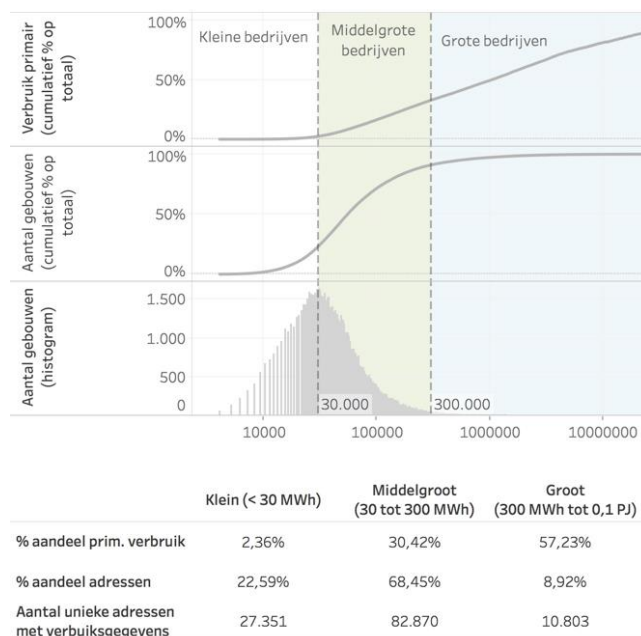 Verbruik primair
(cumulatief % op
totaal)
100%
50%
0%
Kleine bedrijven
Middelgrote
bedrijven
Grote bedrijven
Aantal gebouwen
(cumulatief % op
totaal)
100%
50%
0%
Aantal gebouwen
(histogram)
1.500
1.000
500
0
30.000
300.000
10000
100000
1000000
10000000
Klein (< 30 MWh)
Middelgroot
(30 tot 300 MWh)
Groot
(300 MWh tot 0,1 PJ)
% aandeel prim. verbruik
2,36%
30,42%
57,23%
% aandeel adressen
22,59%
68,45%
8,92%
Aantal unieke adressen
met verbuiksgegevens
27.351
82.870
10.803